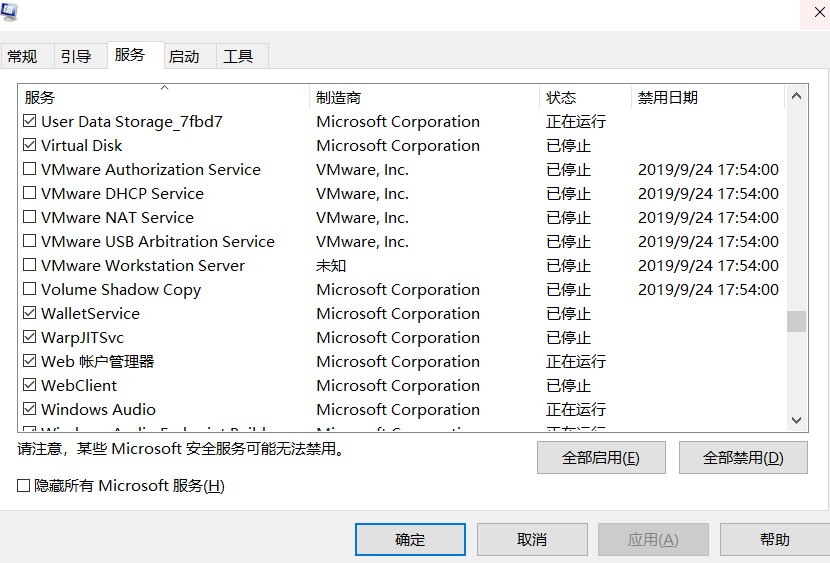 常规 引导 服务 启动 工具
服务 制造商 状态 禁用日期
User Data Storage_7fbd7 Microsoft Corporation 正在运行
Virtual Disk Microsoft Corporation 已停止
VMware Authorization Service VMware, Inc. 已停止 2019/9/24 17:54:00
VMware DHCP Service VMware, Inc. 已停止 2019/9/24 17:54:00
VMware NAT Service VMware, Inc. 已停止 2019/9/24 17:54:00
VMware USB Arbitration Service VMware, Inc. 已停止 2019/9/24 17:54:00
VMware Workstation Server 未知 已停止 2019/9/24 17:54:00
Volume Shadow Copy Microsoft Corporation 已停止 2019/9/24 17:54:00
WalletService Microsoft Corporation 已停止
WarpJITSvc Microsoft Corporation 已停止
Web 帐户管理器 Microsoft Corporation 正在运行
WebClient Microsoft Corporation 已停止
Windows Audio Microsoft Corporation 正在运行
请注意，某些 Microsoft 安全服务可能无法禁用。
全部启用(E) 全部禁用(D)
隐藏所有 Microsoft 服务(H)
确定 取消 应用(A) 帮助